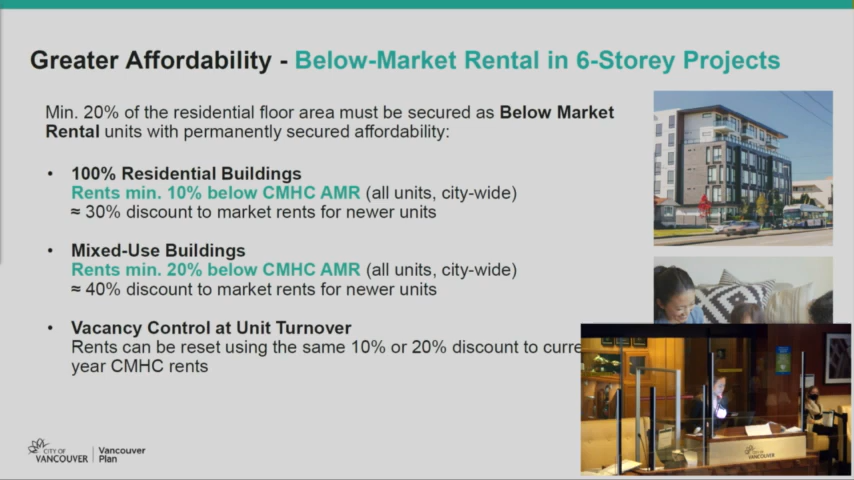 Greater Affordability - Below-Market Rental in 6-Storey Projects
Min. 20% of the residential floor area must be secured as Below Market
Rental units with permanently secured affordability:
• 100% Residential Buildings
Rents min. 10% below CMHC AMR (all units, city-wide)
≈ 30% discount to market rents for newer units
• Mixed-Use Buildings
Rents min. 20% below CMHC AMR (all units, city-wide)
≈ 40% discount to market rents for newer units
• Vacancy Control at Unit Turnover
Rents can be reset using the same 10% or 20% discount to curre
year CMHC rents
CITY OF
VANCOUVER
Vancouver
Plan
VANCOUVER